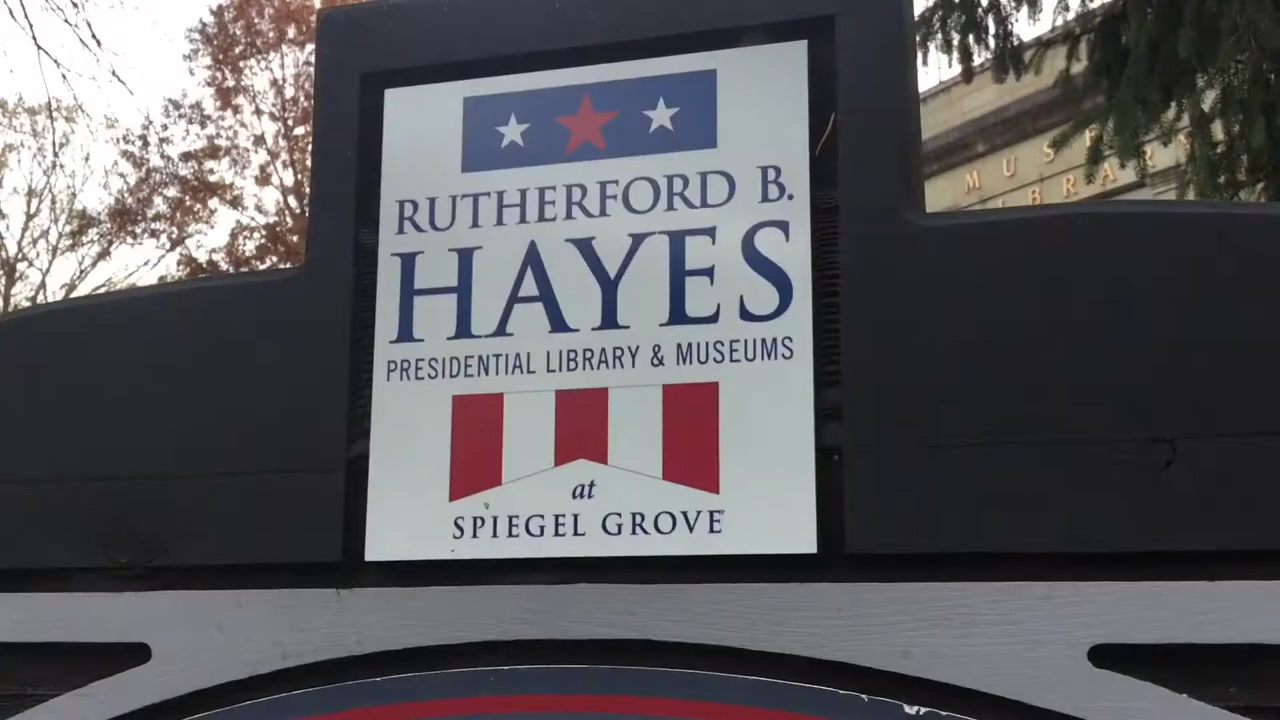 RUTHERFORD B.
HAYES
PRESIDENTIAL LIBRARY & MUSEUMS
at
SPIEGEL GROVE